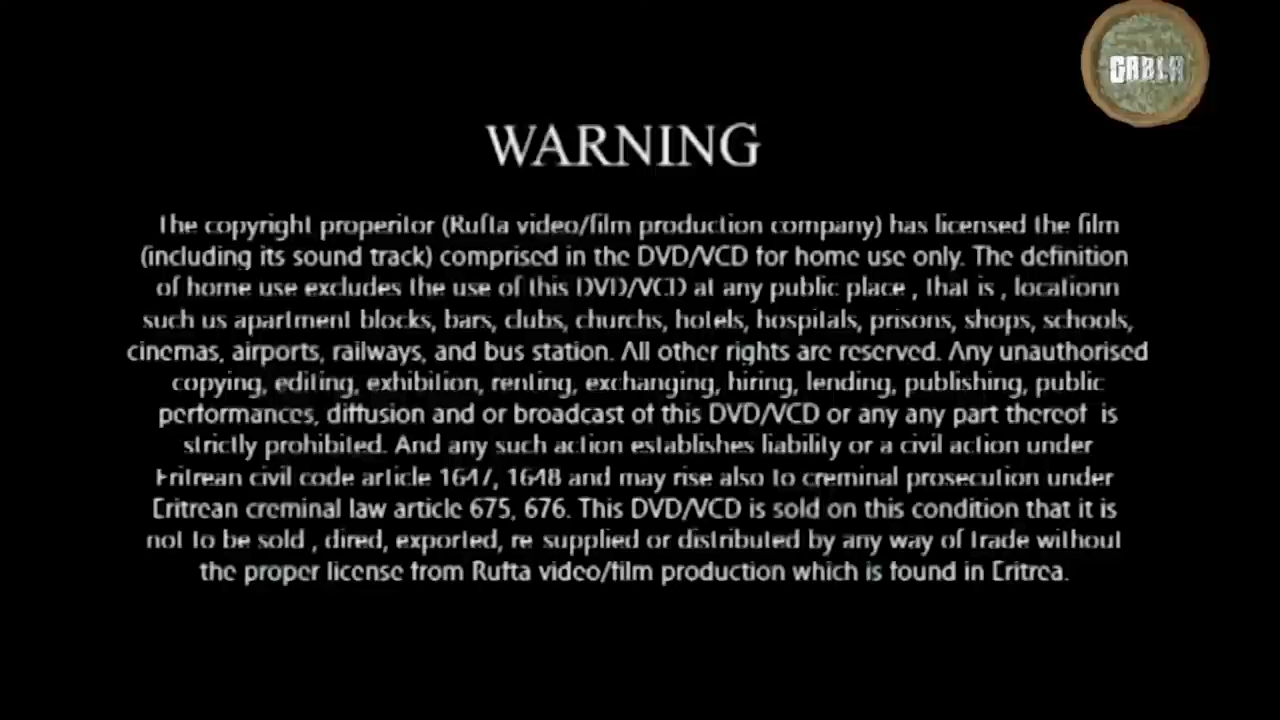 GABLA
WARNING
The copyright properitor (Rufta video/film production company) has licensed the film
(including its sound track) comprised in the DVD/VCD for home use only. The definition
of home use excludes the use of this DVD/VCD at any public place , that is , locationn
such us apartment blocks, bars, clubs, churchs, hotels, hospitals, prisons, shops, schools,
cinemas, airports, railways, and bus station. All other rights are reserved. Any unauthorised
copying, editing, exhibition, renting, exchanging, hiring, lending, publishing, public
performances, diffusion and or broadcast of this DVD/VCD or any any part thereof is
strictly prohibited. And any such action establishes liability or a civil action under
Eritrean civil code article 1647, 1648 and may rise also to creminal prosecution under
Eritrean creminal law article 675, 676. This DVD/VCD is sold on this condition that it is
not to be sold , dired, exported, re supplied or distributed by any way of trade without
the proper license from Rufta video/film production which is found in Eritrea.